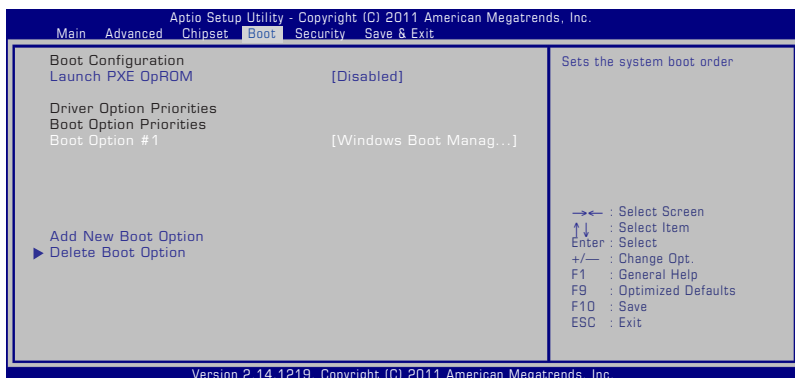 Aptio Setup Utility - Copyright (C) 2011 American Megatrends, Inc.
Main Advanced Chipset Boot Security Save & Exit
Boot Configuration
Launch PXE OpROM [Disabled]
Driver Option Priorities
Boot Option Priorities
Boot Option #1 [Windows Boot Manag...]
Add New Boot Option
Delete Boot Option
Sets the system boot order
→← : Select Screen
↑↓ : Select Item
Enter : Select
+/— : Change Opt.
F1 : General Help
F9 : Optimized Defaults
F10 : Save
ESC : Exit
Version 2.14.1219. Copyright (C) 2011 American Megatrends, Inc.